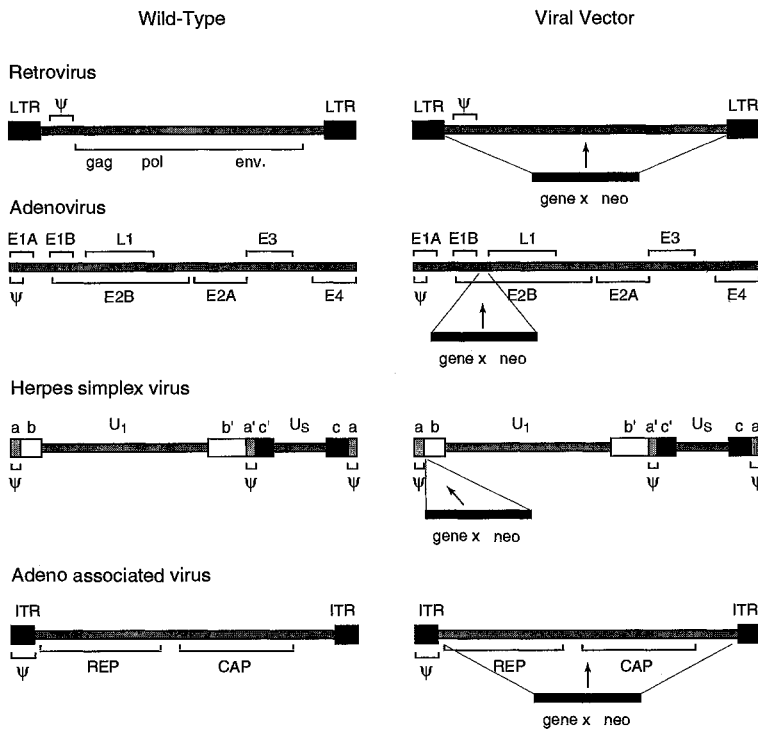 Wild-Type Viral Vector
Retrovirus
LTR ψ LTR LTR ψ LTR
gag pol env.
gene x neo
Adenovirus
E1A E1B L1 E3 E1A E1B L1 E3
ψ E2B E2A E4 ψ E2B E2A E4
gene x neo
Herpes simplex virus
a b U1 b' a' c' US c a a b U1 b' a' c' US c a
ψ ψ ψ ψ ψ ψ
gene x neo
Adeno associated virus
ITR ITR ITR ITR
ψ REP CAP ψ REP CAP
gene x neo